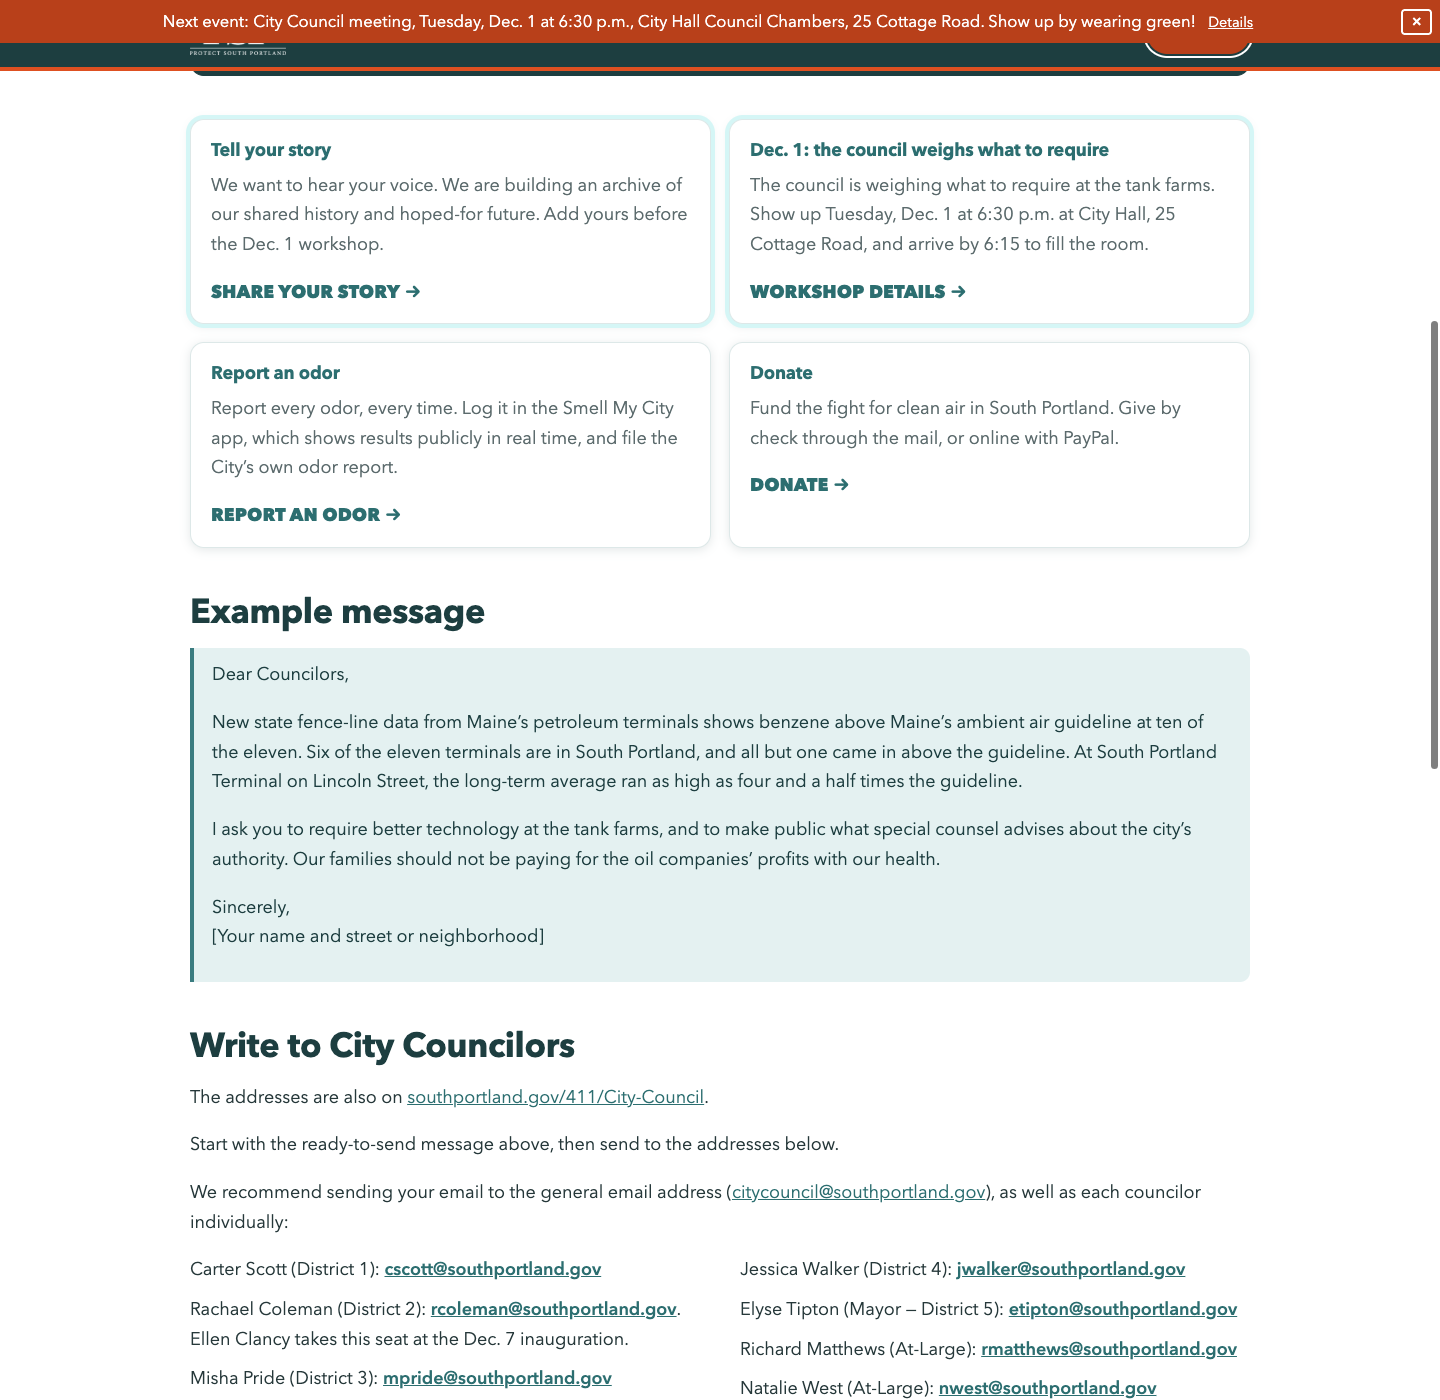 Next event: City Council meeting, Tuesday, Dec. 1 at 6:30 p.m., City Hall Council Chambers, 25 Cottage Road. Show up by wearing green! Details ×
PROTECT SOUTH PORTLAND
Tell your story
We want to hear your voice. We are building an archive of
our shared history and hoped-for future. Add yours before
the Dec. 1 workshop.
SHARE YOUR STORY →
Dec. 1: the council weighs what to require
The council is weighing what to require at the tank farms.
Show up Tuesday, Dec. 1 at 6:30 p.m. at City Hall, 25
Cottage Road, and arrive by 6:15 to fill the room.
WORKSHOP DETAILS →
Report an odor
Report every odor, every time. Log it in the Smell My City
app, which shows results publicly in real time, and file the
City’s own odor report.
REPORT AN ODOR →
Donate
Fund the fight for clean air in South Portland. Give by
check through the mail, or online with PayPal.
DONATE →
Example message
Dear Councilors,
New state fence-line data from Maine’s petroleum terminals shows benzene above Maine’s ambient air guideline at ten of
the eleven. Six of the eleven terminals are in South Portland, and all but one came in above the guideline. At South Portland
Terminal on Lincoln Street, the long-term average ran as high as four and a half times the guideline.
I ask you to require better technology at the tank farms, and to make public what special counsel advises about the city’s
authority. Our families should not be paying for the oil companies’ profits with our health.
Sincerely,
[Your name and street or neighborhood]
Write to City Councilors
The addresses are also on southportland.gov/411/City-Council.
Start with the ready-to-send message above, then send to the addresses below.
We recommend sending your email to the general email address (citycouncil@southportland.gov), as well as each councilor
individually:
Carter Scott (District 1): cscott@southportland.gov
Rachael Coleman (District 2): rcoleman@southportland.gov.
Ellen Clancy takes this seat at the Dec. 7 inauguration.
Misha Pride (District 3): mpride@southportland.gov
Jessica Walker (District 4): jwalker@southportland.gov
Elyse Tipton (Mayor – District 5): etipton@southportland.gov
Richard Matthews (At-Large): rmatthews@southportland.gov
Natalie West (At-Large): nwest@southportland.gov